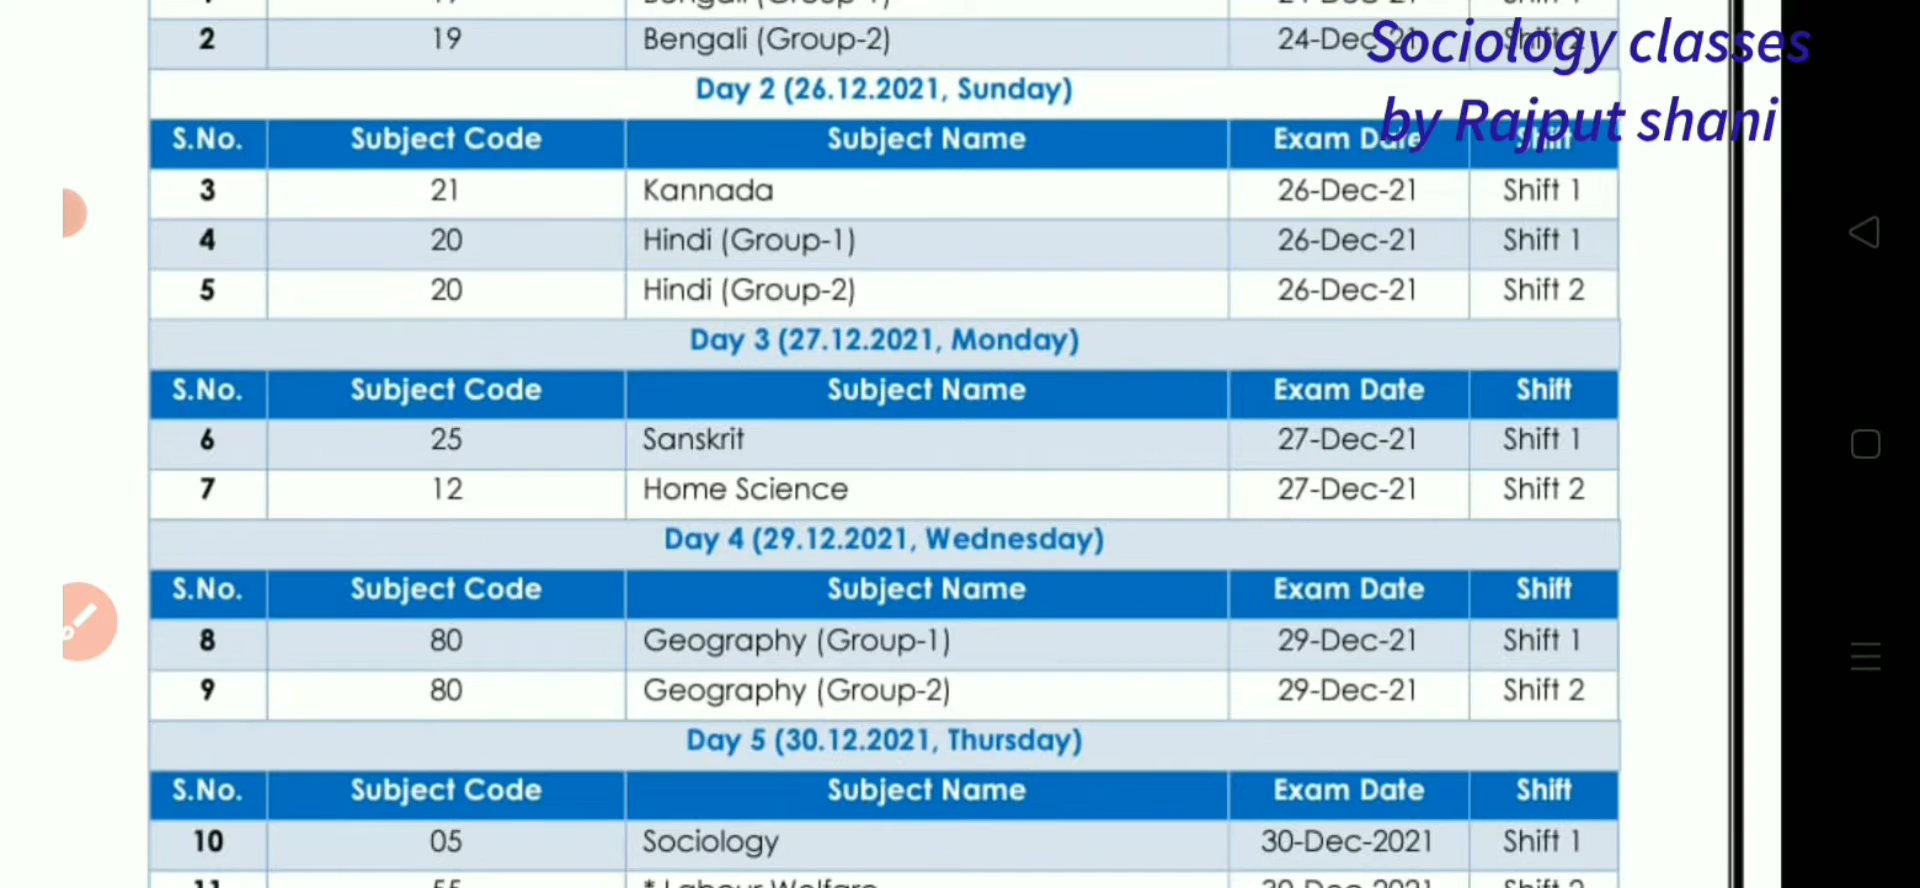 2 19 Bengali (Group-2) 24-Dec-21 Shift 2
Sociology classes
by Rajput shani
Day 2 (26.12.2021, Sunday)
S.No. Subject Code Subject Name Exam Date Shift
3 21 Kannada 26-Dec-21 Shift 1
4 20 Hindi (Group-1) 26-Dec-21 Shift 1
5 20 Hindi (Group-2) 26-Dec-21 Shift 2
Day 3 (27.12.2021, Monday)
S.No. Subject Code Subject Name Exam Date Shift
6 25 Sanskrit 27-Dec-21 Shift 1
7 12 Home Science 27-Dec-21 Shift 2
Day 4 (29.12.2021, Wednesday)
S.No. Subject Code Subject Name Exam Date Shift
8 80 Geography (Group-1) 29-Dec-21 Shift 1
9 80 Geography (Group-2) 29-Dec-21 Shift 2
Day 5 (30.12.2021, Thursday)
S.No. Subject Code Subject Name Exam Date Shift
10 05 Sociology 30-Dec-2021 Shift 1